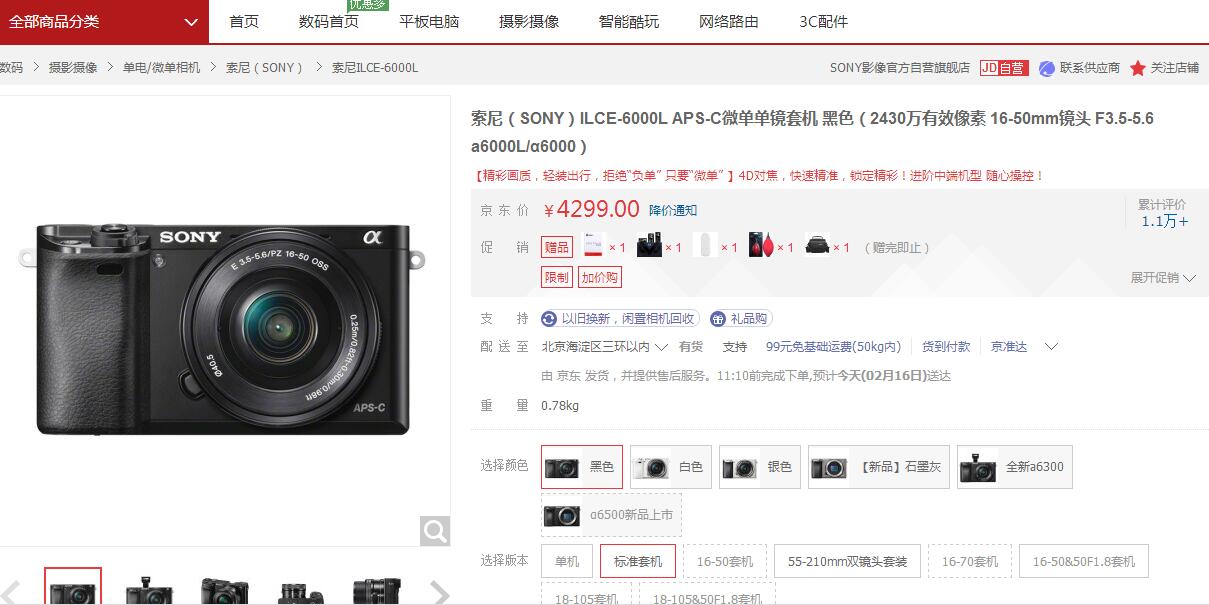 优惠多
全部商品分类 首页 数码首页 平板电脑 摄影摄像 智能酷玩 网络路由 3C配件
数码 > 摄影摄像 > 单电/微单相机 > 索尼（SONY） > 索尼ILCE-6000L SONY影像官方自营旗舰店 JD自营 联系供应商 关注店铺
索尼（SONY）ILCE-6000L APS-C微单单镜套机 黑色（2430万有效像素 16-50mm镜头 F3.5-5.6
a6000L/α6000）
【精彩画质，轻装出行，拒绝“负单” 只要“微单” 】4D对焦，快速精准，锁定精彩！进阶中端机型 随心操控！
京东价 ￥4299.00 降价通知 累计评价
1.1万+
促销 赠品 ×1 ×1 ×1 ×1 ×1 （赠完即止）
限制 加价购 展开促销
支持 以旧换新，闲置相机回收 礼品购
配送至 北京海淀区三环以内 有货 支持 99元免基础运费(50kg内) 货到付款 京准达
由 京东 发货，并提供售后服务。11:10前完成下单,预计今天(02月16日)送达
重量 0.78kg
选择颜色 黑色 白色 银色 【新品】石墨灰 全新a6300
α6500新品上市
选择版本 单机 标准套机 16-50套机 55-210mm双镜头套装 16-70套机 16-50&50F1.8套机
18-105套机 18-105&50F1.8套机
SONY α
E 3.5-5.6/PZ 16-50 OSS
0.25m/0.82ft-0.30m/0.98ft
Ø40.5
APS-C